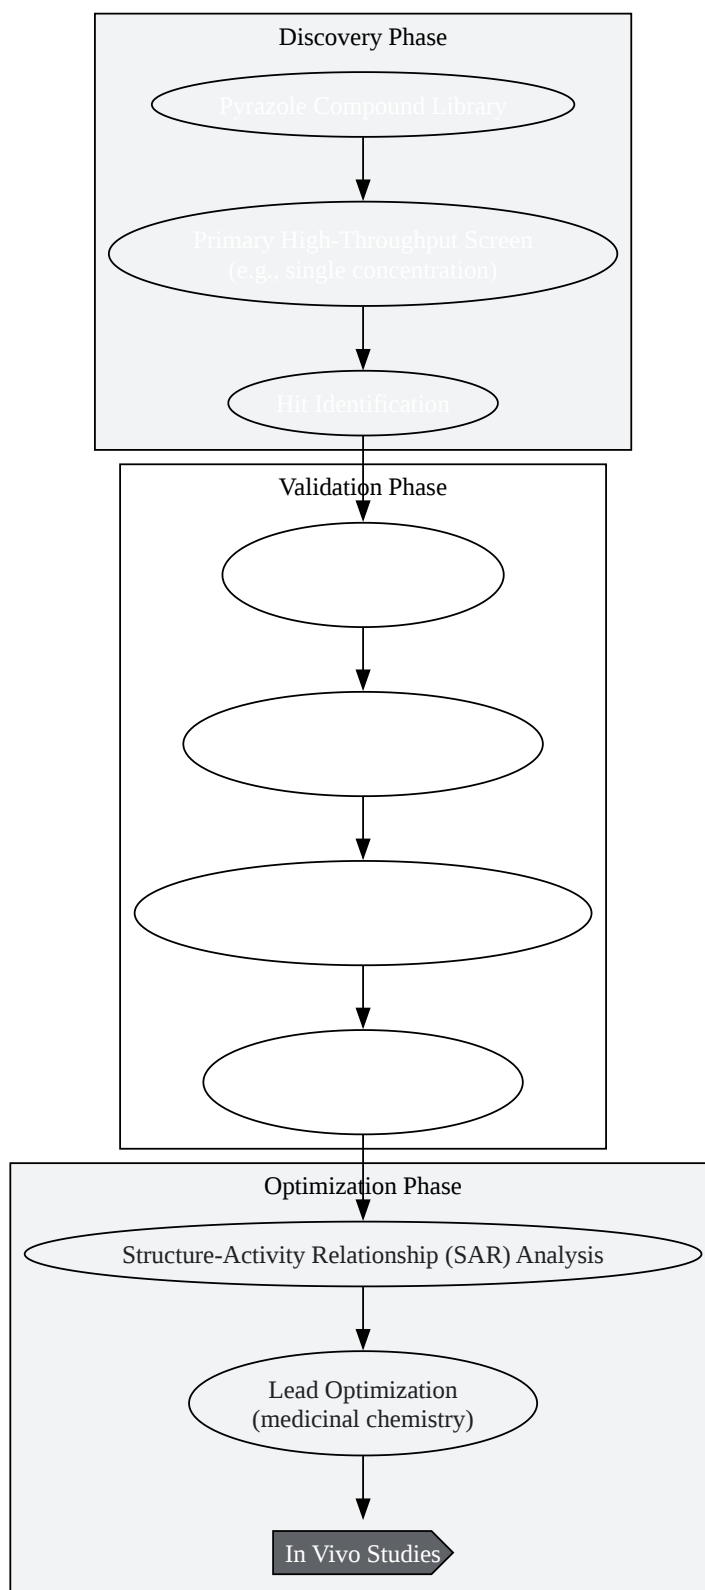 Discovery Phase
Pyrazole Compound Library
Primary High-Throughput Screen
(e.g., single concentration)
Hit Identification
Validation Phase
Optimization Phase
Structure-Activity Relationship (SAR) Analysis
Lead Optimization
(medicinal chemistry)
In Vivo Studies